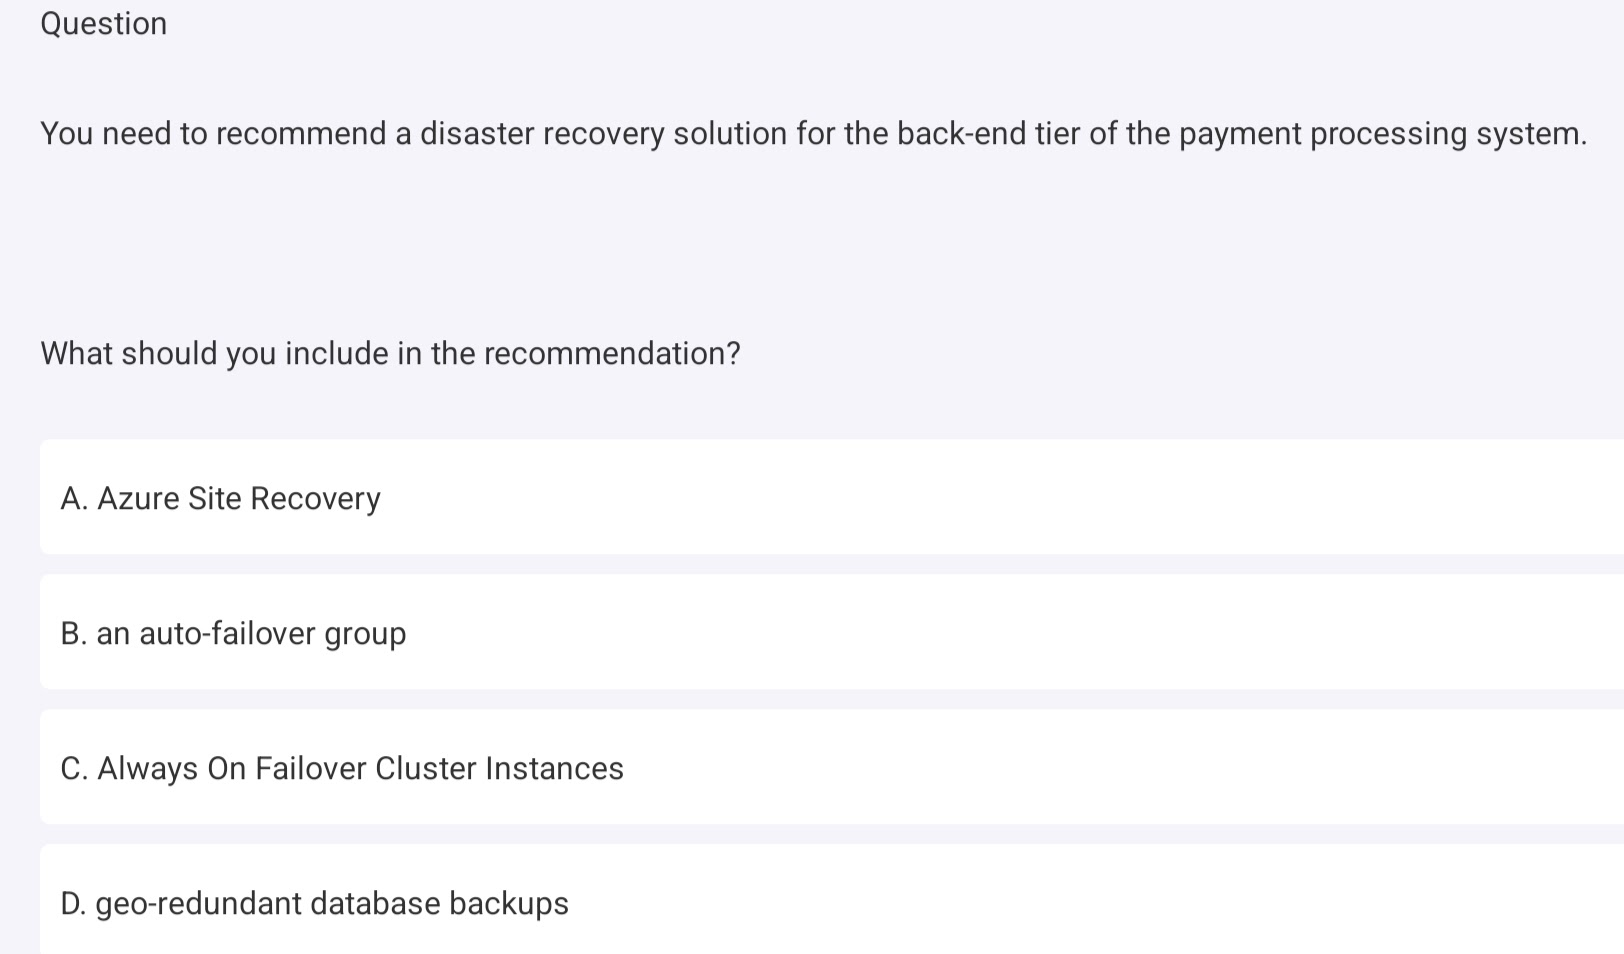 Question
You need to recommend a disaster recovery solution for the back-end tier of the payment processing system.
What should you include in the recommendation?
A. Azure Site Recovery
B. an auto-failover group
C. Always On Failover Cluster Instances
D. geo-redundant database backups